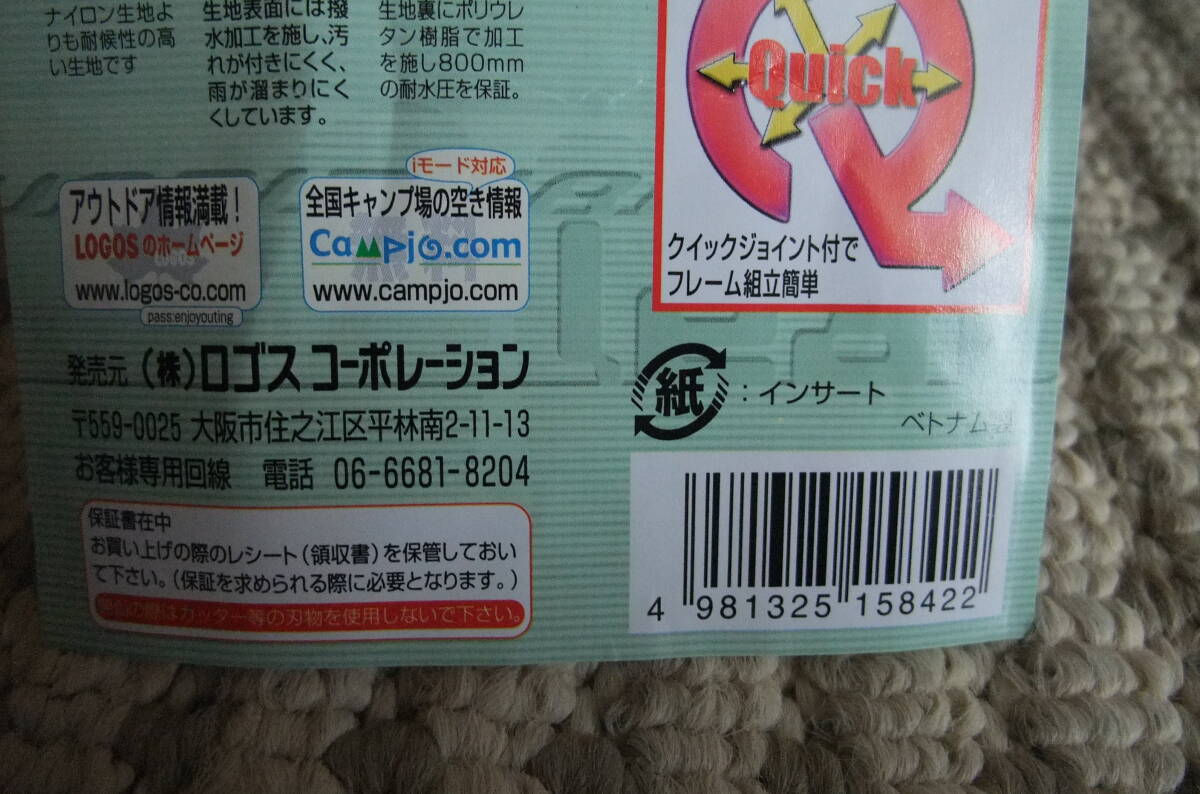 ナイロン生地よ
りも耐候性の高
い生地です
生地表面には撥
水加工を施し、汚
れが付きにくく、
雨が溜まりにく
くしています。
生地裏にポリウレ
タン樹脂で加工
を施し800mm
の耐水圧を保証。
Quick
クイックジョイント付で
フレーム組立簡単
アウトドア情報満載!
LOGOSのホームページ
www.logos-co.com
pass:enjoyouting
iモード対応
全国キャンプ場の空き情報
Campjo.com
www.campjo.com
発売元 (株)ロゴス コーポレーション
〒559-0025 大阪市住之江区平林南2-11-13
お客様専用回線 電話 06-6681-8204
保証書在中
お買い上げの際のレシート(領収書)を保管しておい
て下さい。(保証を求められる際に必要となります。)
の際はカッター等の刃物を使用しないで下さい。
紙 : インサート
ベトナム製
4 981325 158422